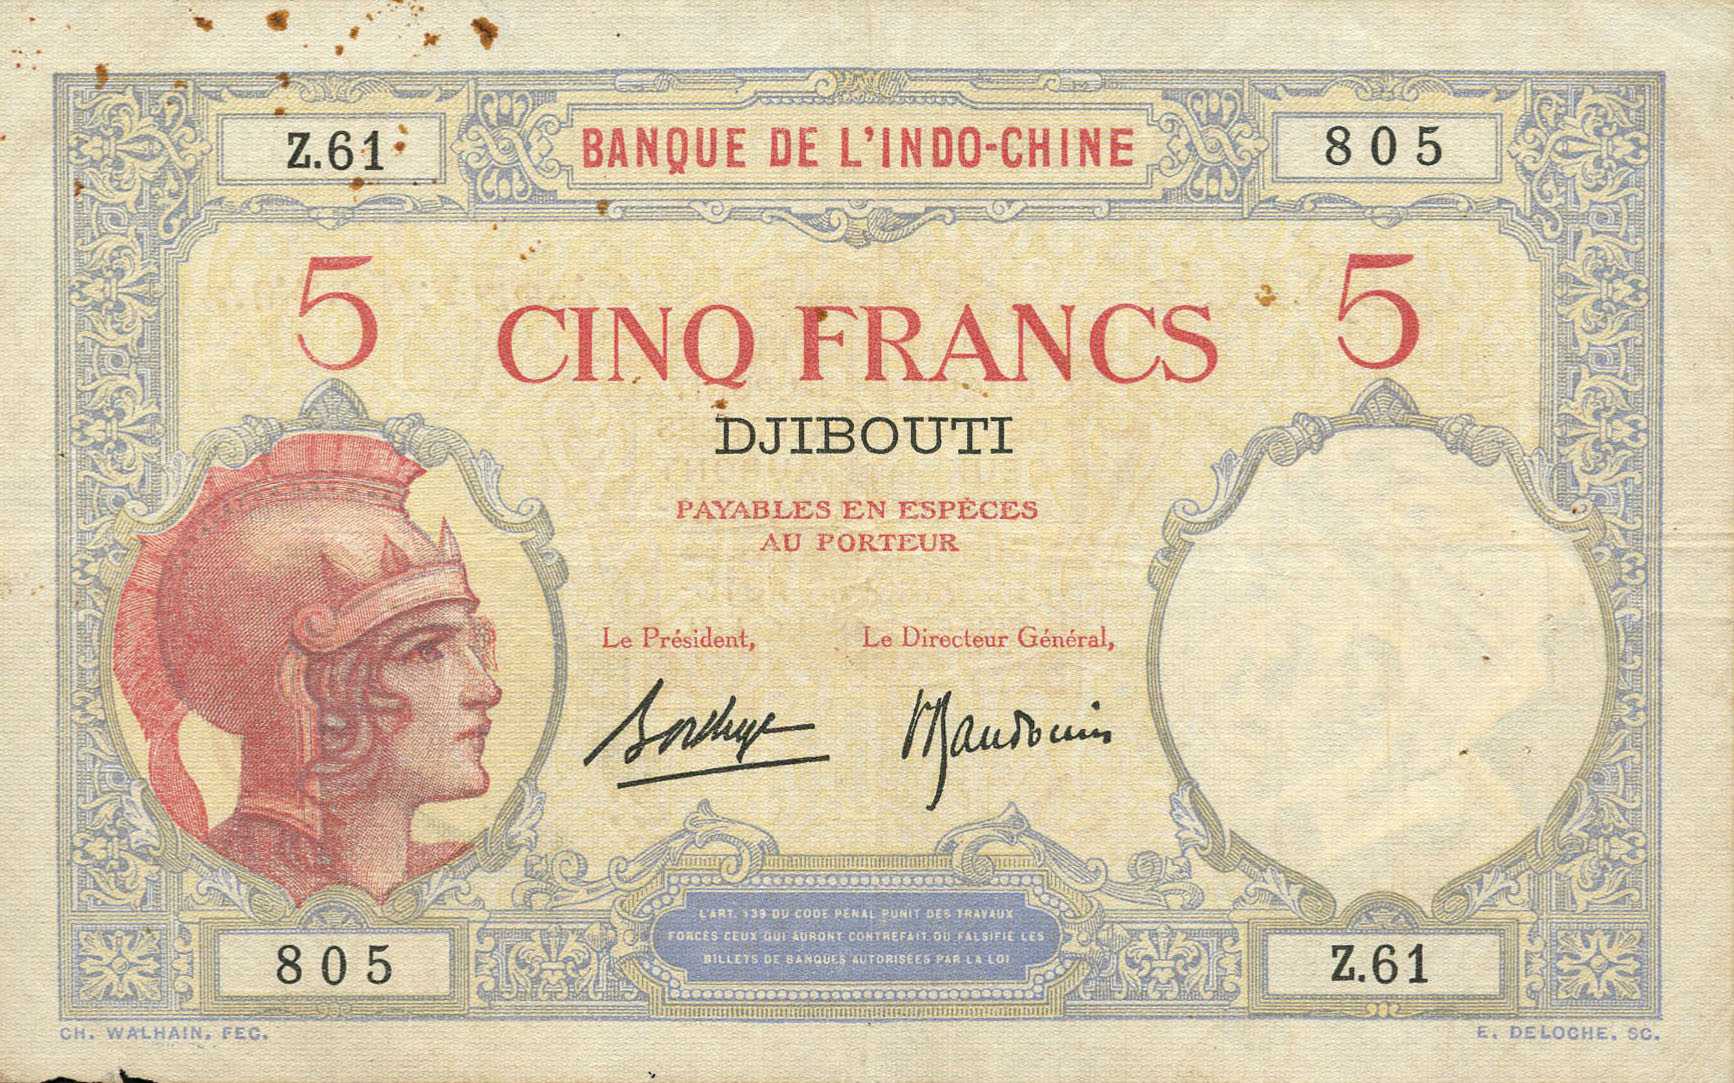 Z.61
BANQUE DE L'INDO-CHINE
805
5 CINQ FRANCS 5
DJIBOUTI
PAYABLES EN ESPÈCES
AU PORTEUR
Le Président,
Le Directeur Général,
L'ART. 139 DU CODE PÉNAL PUNIT DES TRAVAUX
FORCÉS CEUX QUI AURONT CONTREFAIT OU FALSIFIÉ LES
BILLETS DE BANQUES AUTORISÉES PAR LA LOI
805
Z.61
CH. WALHAIN, FEC.
E. DELOCHE. SC.